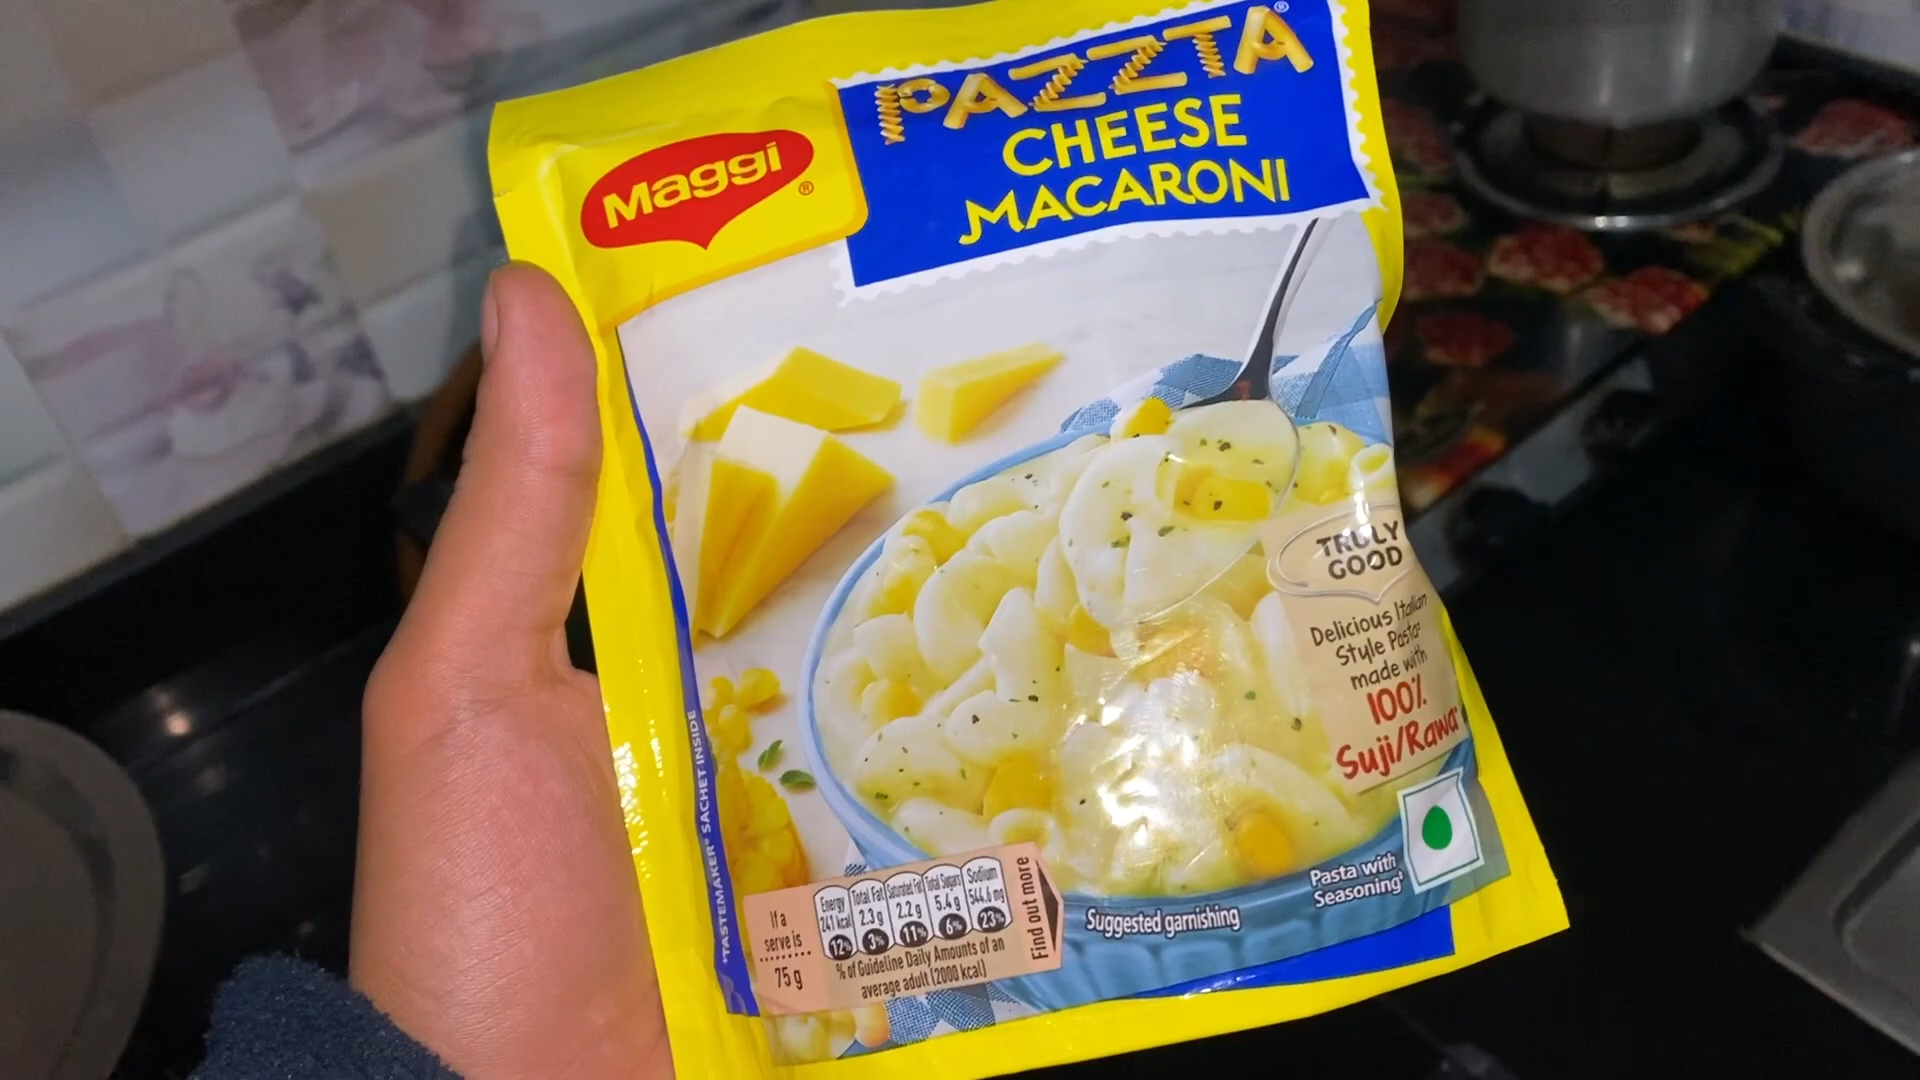 PAZZTA®
CHEESE
MACARONI
Maggi®
TRULY
GOOD
Delicious Italian
Style Pasta
made with
100%
Suji/Rawa
*TASTEMAKER® SACHET INSIDE
If a
serve is
75 g
Energy
241 kcal
12%
Total Fat
2.3 g
3%
Saturated Fat
2.2 g
11%
Total Sugars
5.4 g
6%
Sodium
544.6 mg
23%
% of Guideline Daily Amounts of an
average adult (2000 kcal)
Find out more
Suggested garnishing
Pasta with
Seasoning